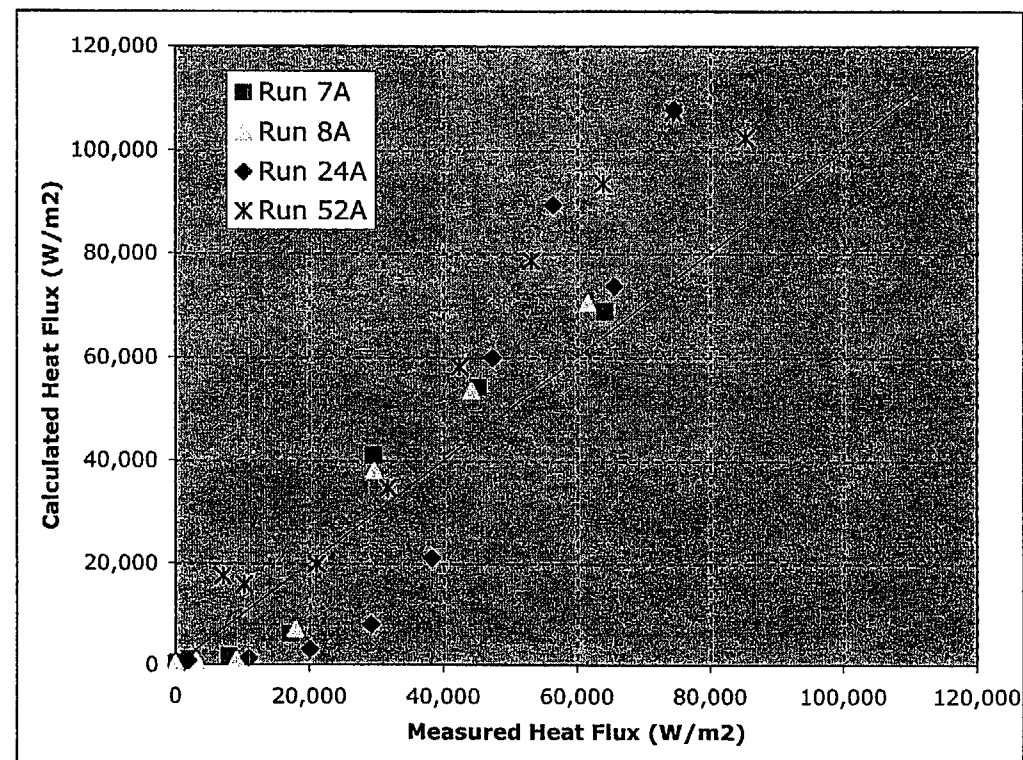 120,000
100,000
80,000
60,000
40,000
20,000
0
Calculated Heat Flux (W/m2)
Run 7A
Run 8A
Run 24A
Run 52A
0 20,000 40,000 60,000 80,000 100,000 120,000
Measured Heat Flux (W/m2)